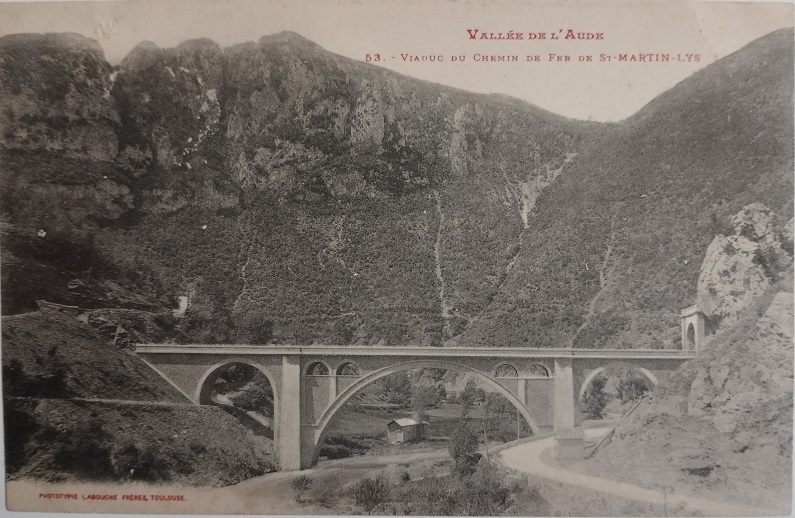 VALLÉE DE L'AUDE
53. - VIADUC DU CHEMIN DE FER DE ST-MARTIN-LYS
PHOTOTYPIE LABOUCHE FRÈRES, TOULOUSE.